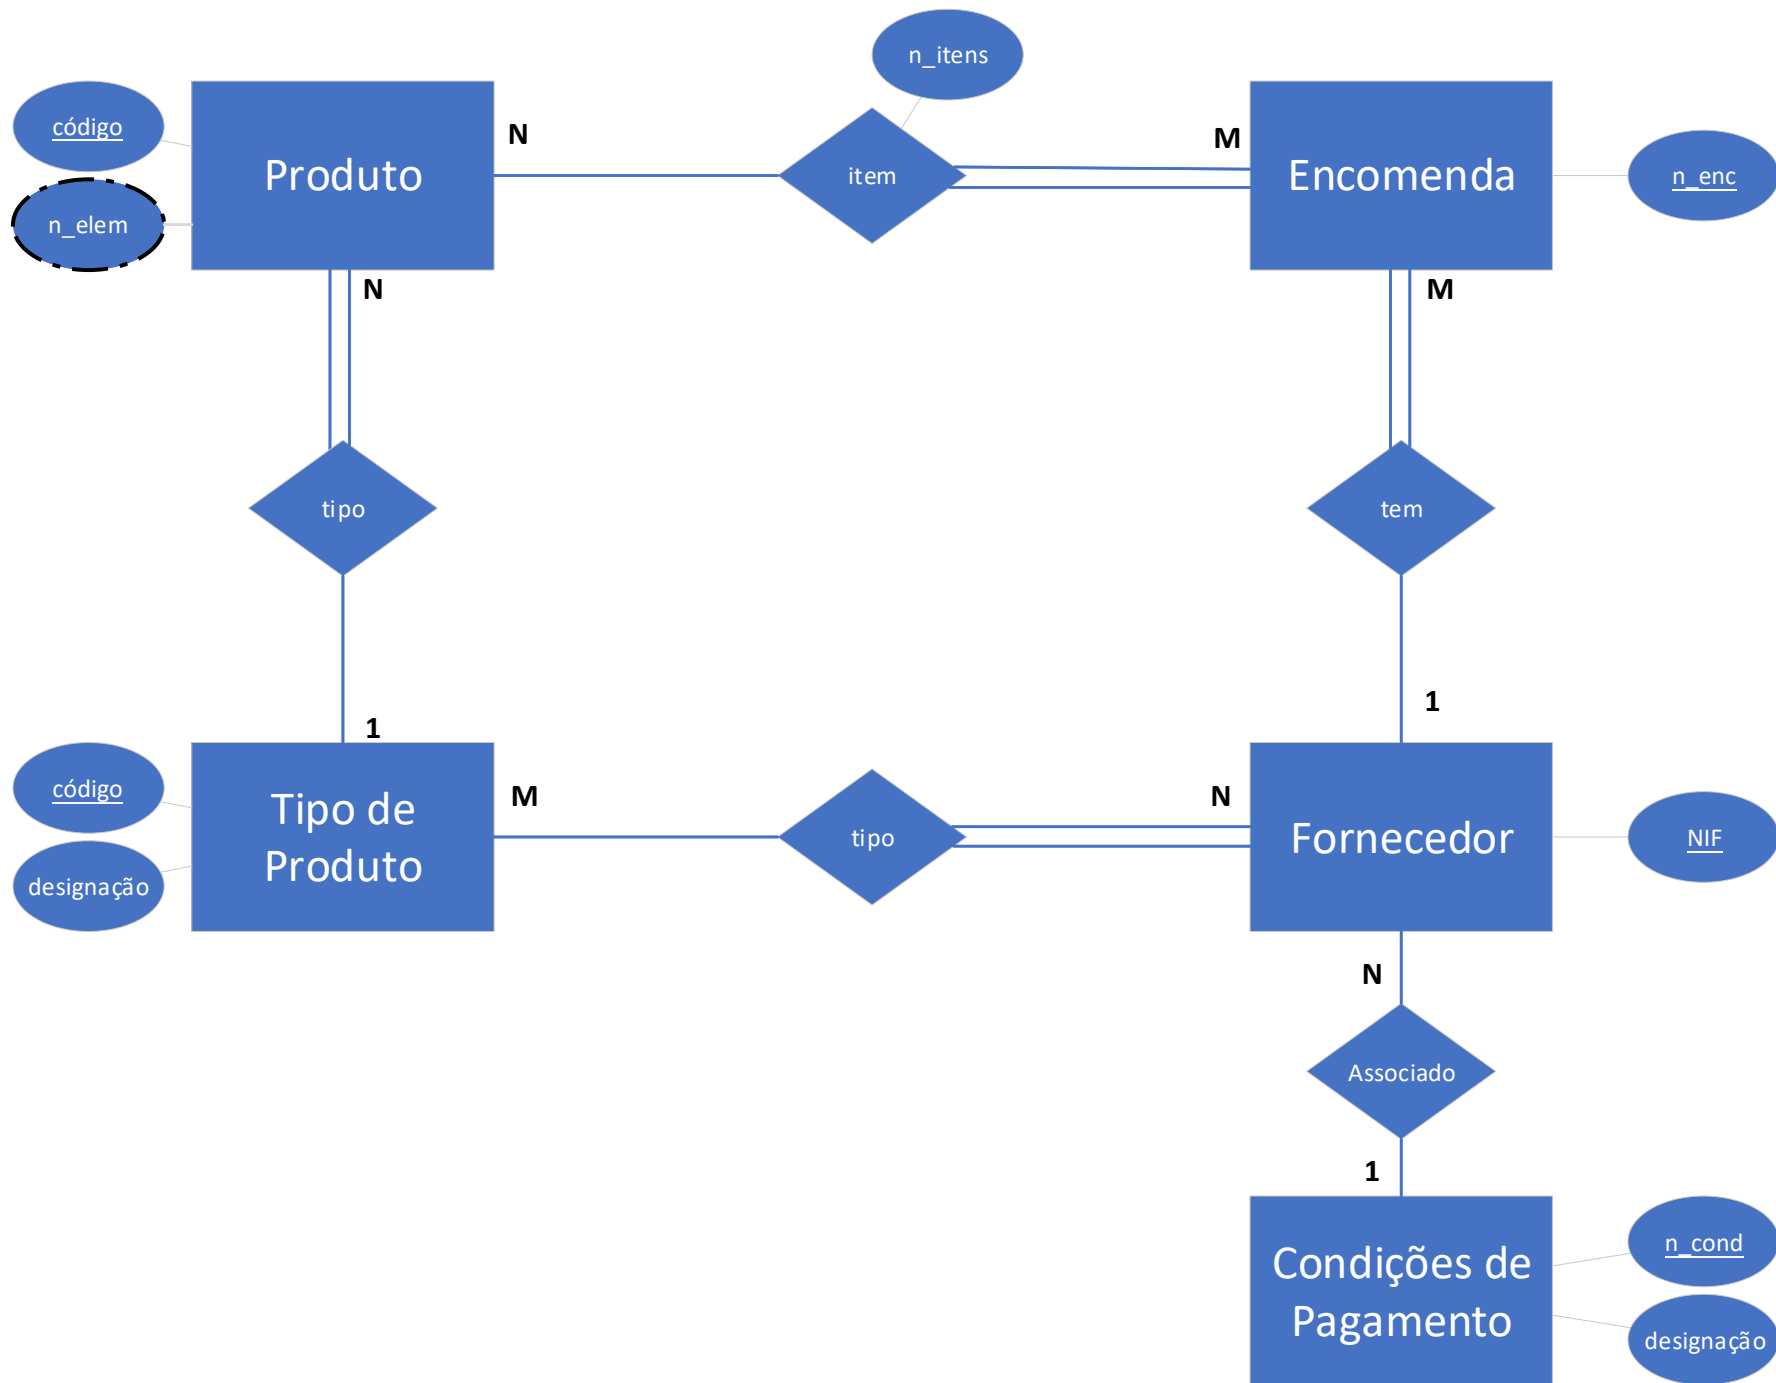 n_itens
código
N
M
Produto
item
Encomenda
n_enc
n_elem
N
M
tipo
tem
1
1
código
Tipo de
Produto
M
tipo
N
Fornecedor
NIF
designação
N
Associado
1
Condições de
Pagamento
n_cond
designação